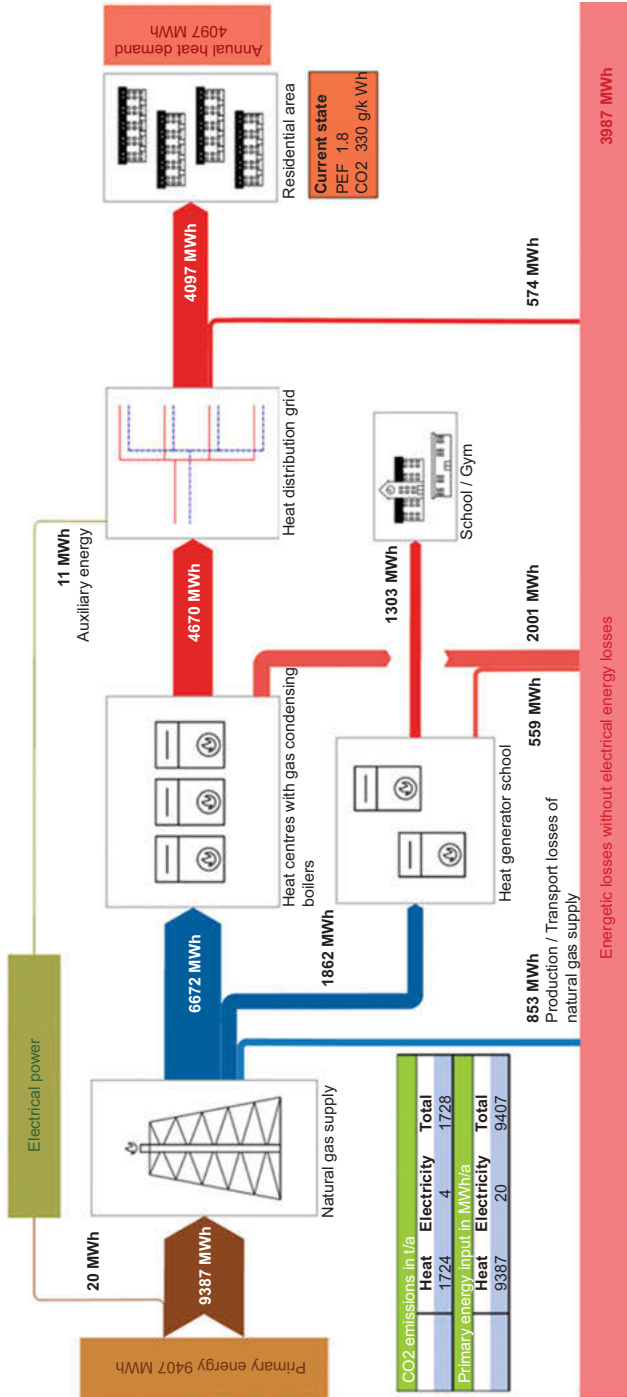 Electrical power
11 MWh
Auxiliary energy
20 MWh
Primary energy 9407 MWh
9387 MWh
Natural gas supply
6672 MWh
Heat centres with gas condensing
boilers
4670 MWh
Heat distribution grid
4097 MWh
Residential area
Annual heat demand
4097 MWh
Current state
PEF 1.8
CO2 330 g/k Wh
1862 MWh
Heat generator school
1303 MWh
School / Gym
853 MWh
Production / Transport losses of
natural gas supply
559 MWh
2001 MWh
574 MWh
CO2 emissions in t/a
Heat Electricity Total
1724 4 1728
Primary energy input in MWh/a
Heat Electricity Total
9387 20 9407
Energetic losses without electrical energy losses
3987 MWh